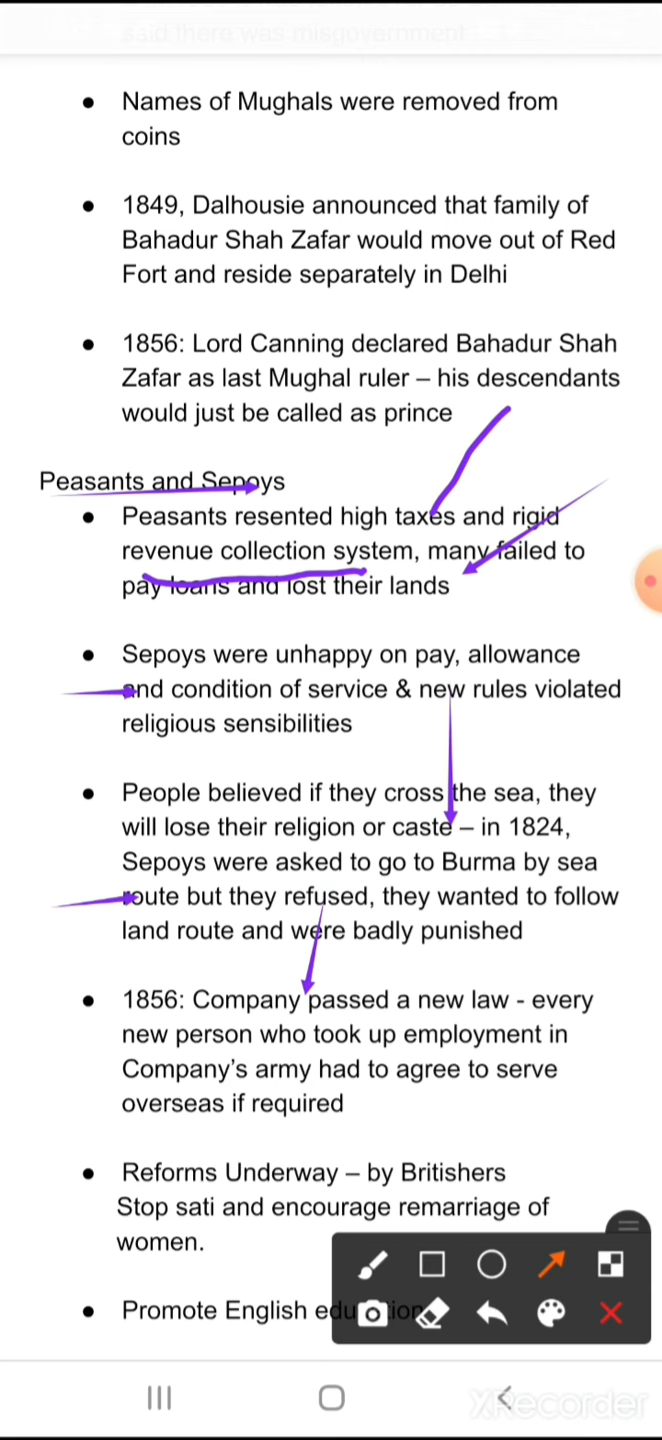 said there was misgovernment
● Names of Mughals were removed from
coins
● 1849, Dalhousie announced that family of
Bahadur Shah Zafar would move out of Red
Fort and reside separately in Delhi
● 1856: Lord Canning declared Bahadur Shah
Zafar as last Mughal ruler – his descendants
would just be called as prince
Peasants and Sepoys
● Peasants resented high taxes and rigid
revenue collection system, many failed to
pay loans and lost their lands
● Sepoys were unhappy on pay, allowance
and condition of service & new rules violated
religious sensibilities
● People believed if they cross the sea, they
will lose their religion or caste – in 1824,
Sepoys were asked to go to Burma by sea
route but they refused, they wanted to follow
land route and were badly punished
● 1856: Company passed a new law - every
new person who took up employment in
Company's army had to agree to serve
overseas if required
● Reforms Underway – by Britishers
Stop sati and encourage remarriage of
women.
● Promote English education
XRecorder